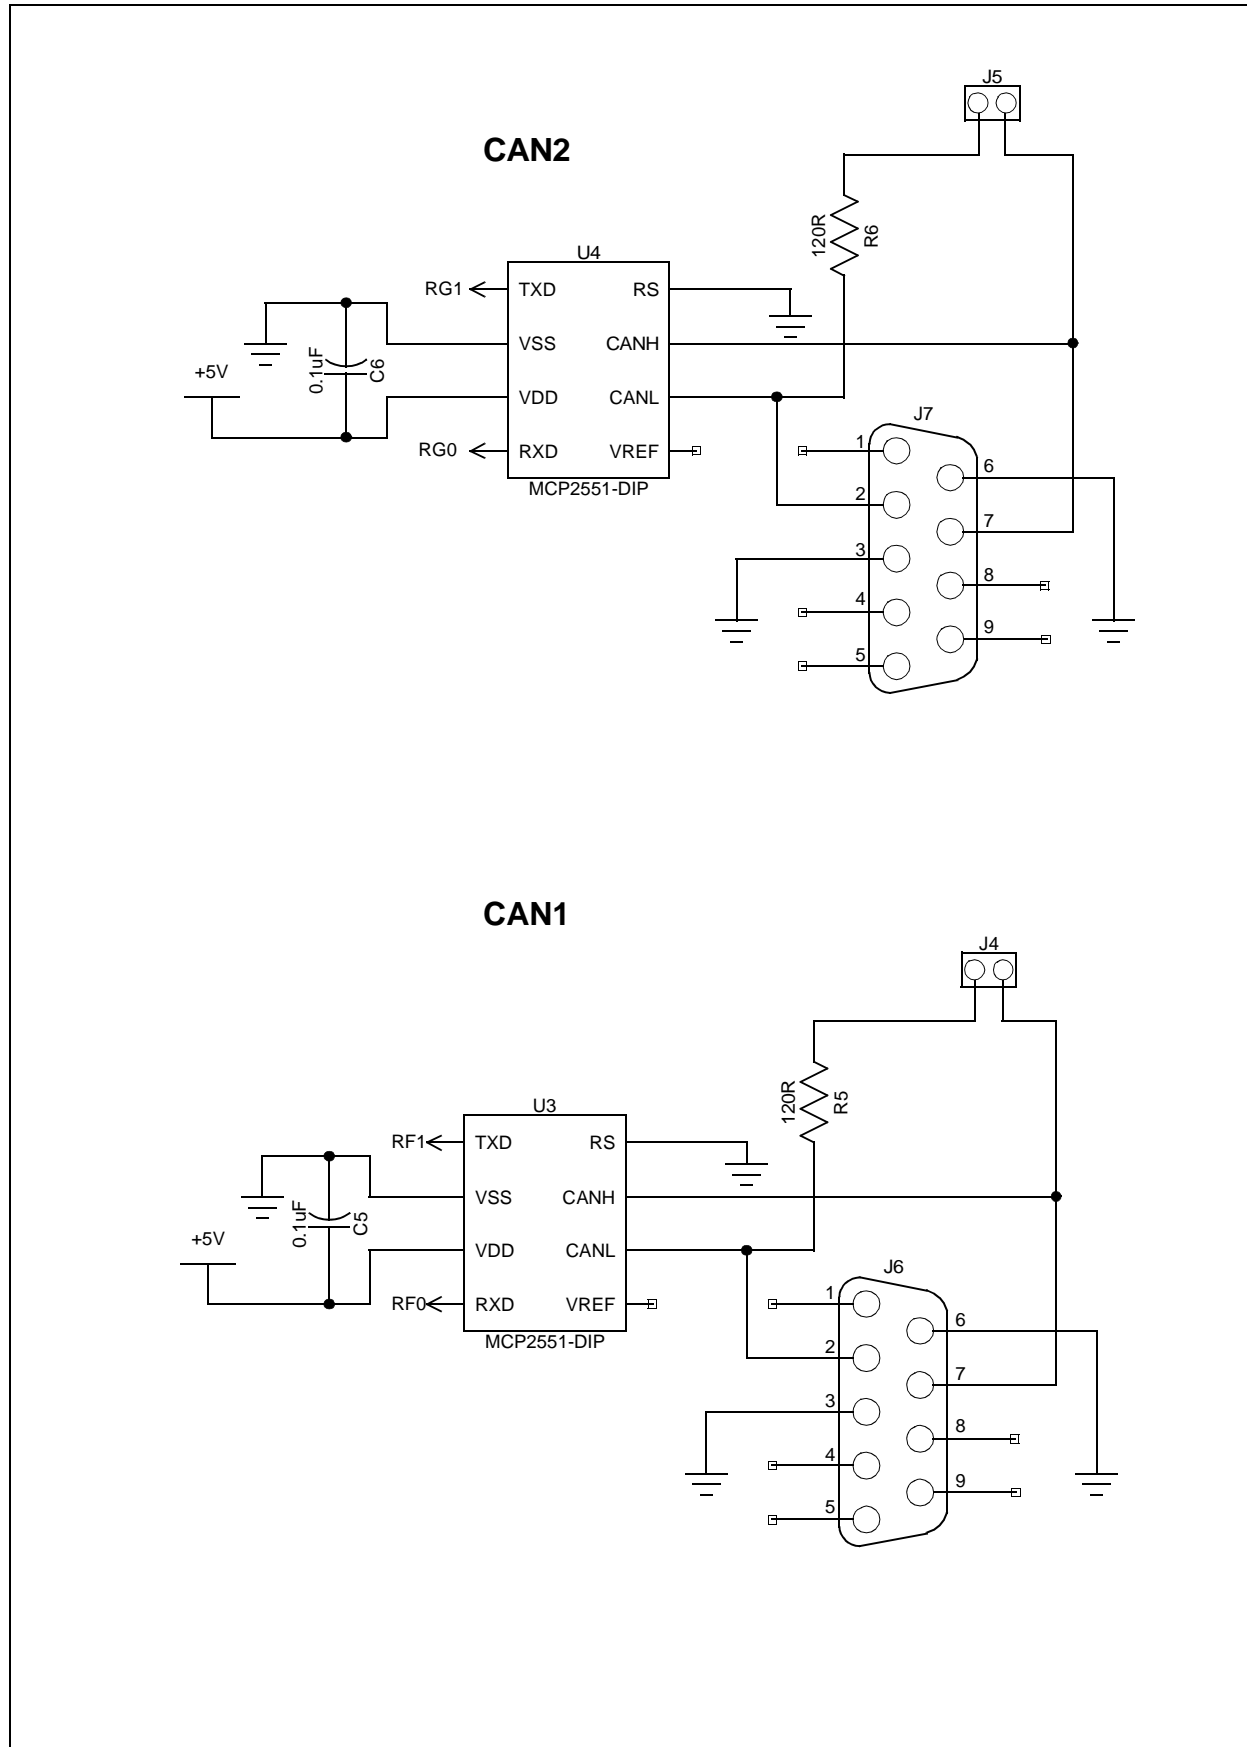 J5
CAN2
120R
R6
U4
RG1
TXD
RS
VSS
CANH
0.1uF
C6
+5V
VDD
CANL
J7
RG0
RXD
VREF
MCP2551-DIP
1
6
2
7
3
8
4
9
5
CAN1
J4
120R
R5
U3
RF1
TXD
RS
VSS
CANH
0.1uF
C5
+5V
VDD
CANL
J6
RF0
RXD
VREF
MCP2551-DIP
1
6
2
7
3
8
4
9
5